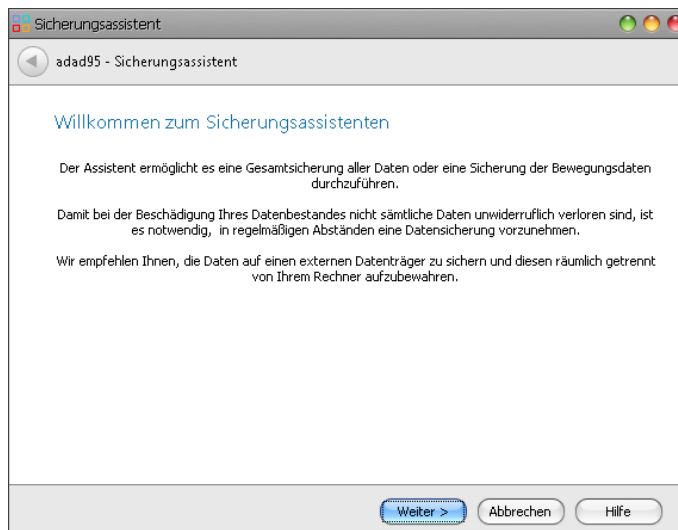 Sicherungsassistent
adad95 - Sicherungsassistent
Willkommen zum Sicherungsassistenten
Der Assistent ermöglicht es eine Gesamtsicherung aller Daten oder eine Sicherung der Bewegungsdaten
durchzuführen.
Damit bei der Beschädigung Ihres Datenbestandes nicht sämtliche Daten unwiderruflich verloren sind, ist
es notwendig, in regelmäßigen Abständen eine Datensicherung vorzunehmen.
Wir empfehlen Ihnen, die Daten auf einen externen Datenträger zu sichern und diesen räumlich getrennt
von Ihrem Rechner aufzubewahren.
Weiter > Abbrechen Hilfe